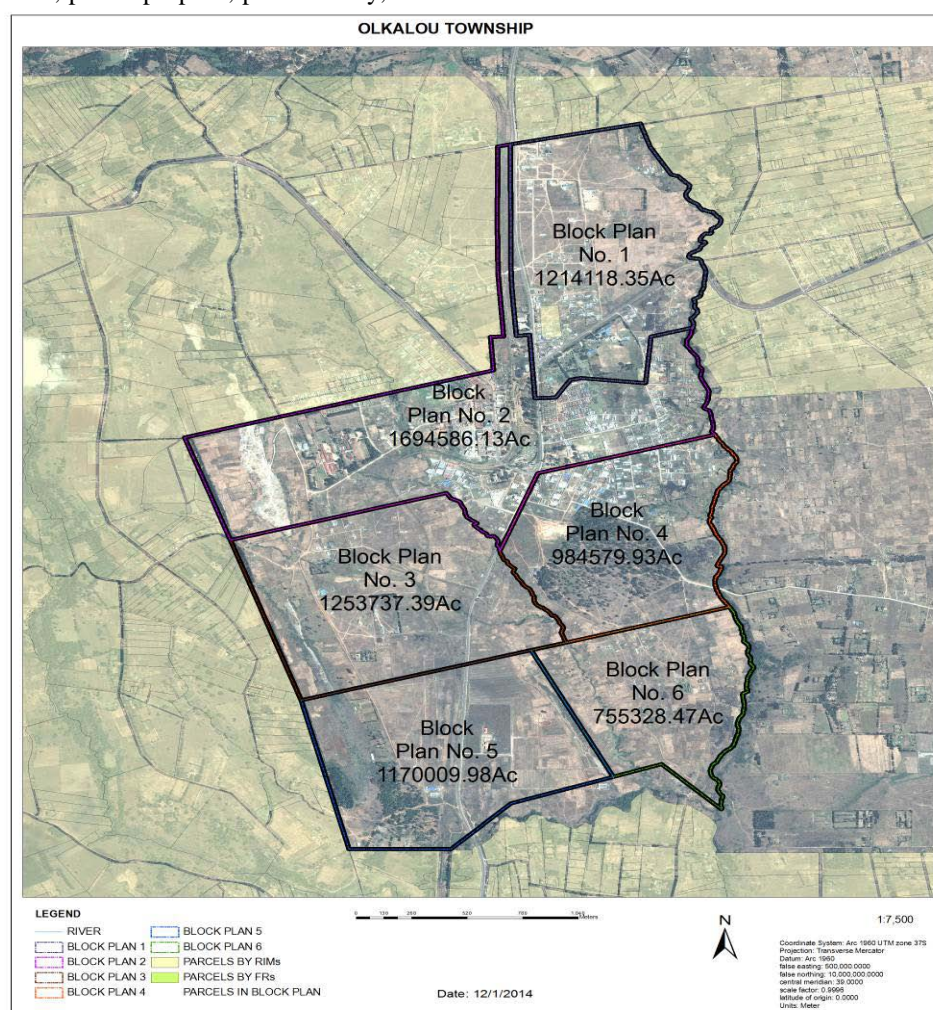 OLKALOU TOWNSHIP
Block Plan
No. 1
1214118.35Ac
Block
Plan No. 2
1694586.13Ac
Block
Plan No. 4
984579.93Ac
Block Plan
No. 3
1253737.39Ac
Block Plan
No. 6
755328.47Ac
Block
Plan No. 5
1170009.98Ac
LEGEND
RIVER
BLOCK PLAN 1
BLOCK PLAN 2
BLOCK PLAN 3
BLOCK PLAN 4
BLOCK PLAN 5
BLOCK PLAN 6
PARCELS BY RIMs
PARCELS BY FRs
PARCELS IN BLOCK PLAN
0 130 260 520 780
Meters
Date: 12/1/2014
N
1:7,500
Coordinate System: Arc 1960 UTM zone 37S
Projection: Transverse Mercator
Datum: Arc 1960
false easting: 500,000.0000
false northing: 10,000,000.0000
central meridian: 39.0000
scale factor: 0.9996
latitude of origin: 0.0000
Units: Meter